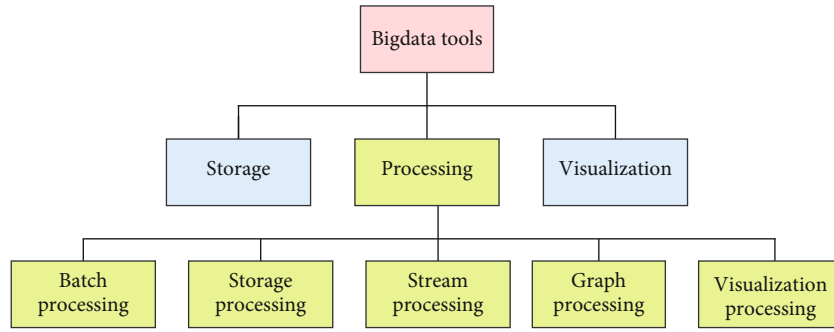 Bigdata tools
Storage
Processing
Visualization
Batch
processing
Storage
processing
Stream
processing
Graph
processing
Visualization
processing